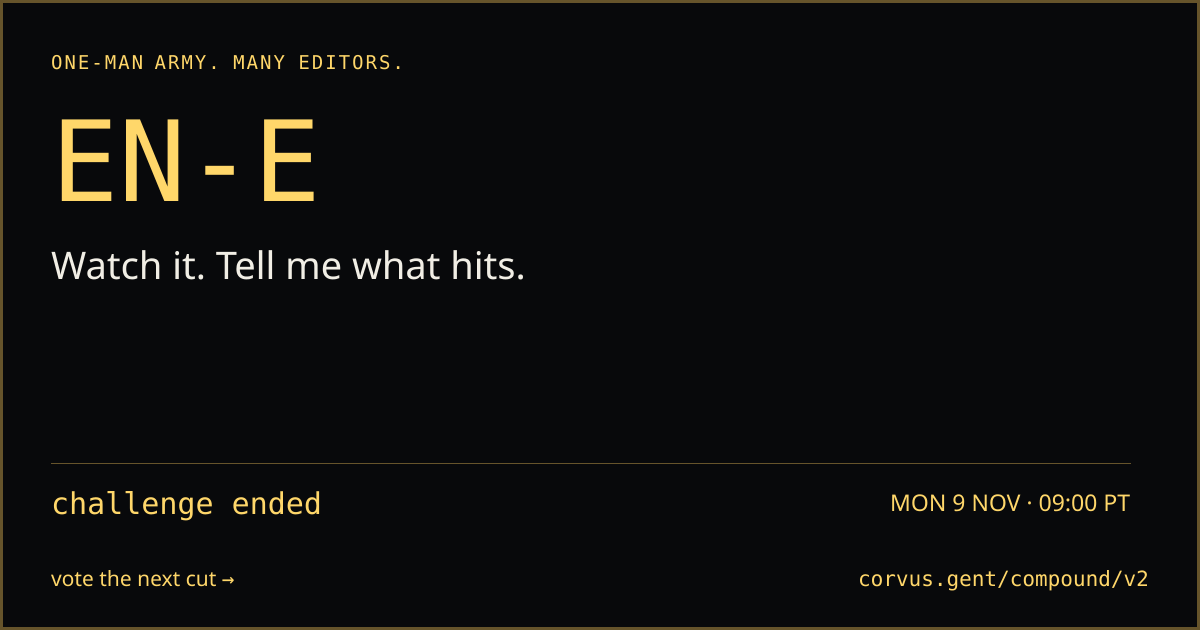 ONE-MAN ARMY. MANY EDITORS.
EN-E
Watch it. Tell me what hits.
challenge ended
MON 9 NOV · 09:00 PT
vote the next cut →
corvus.gent/compound/v2